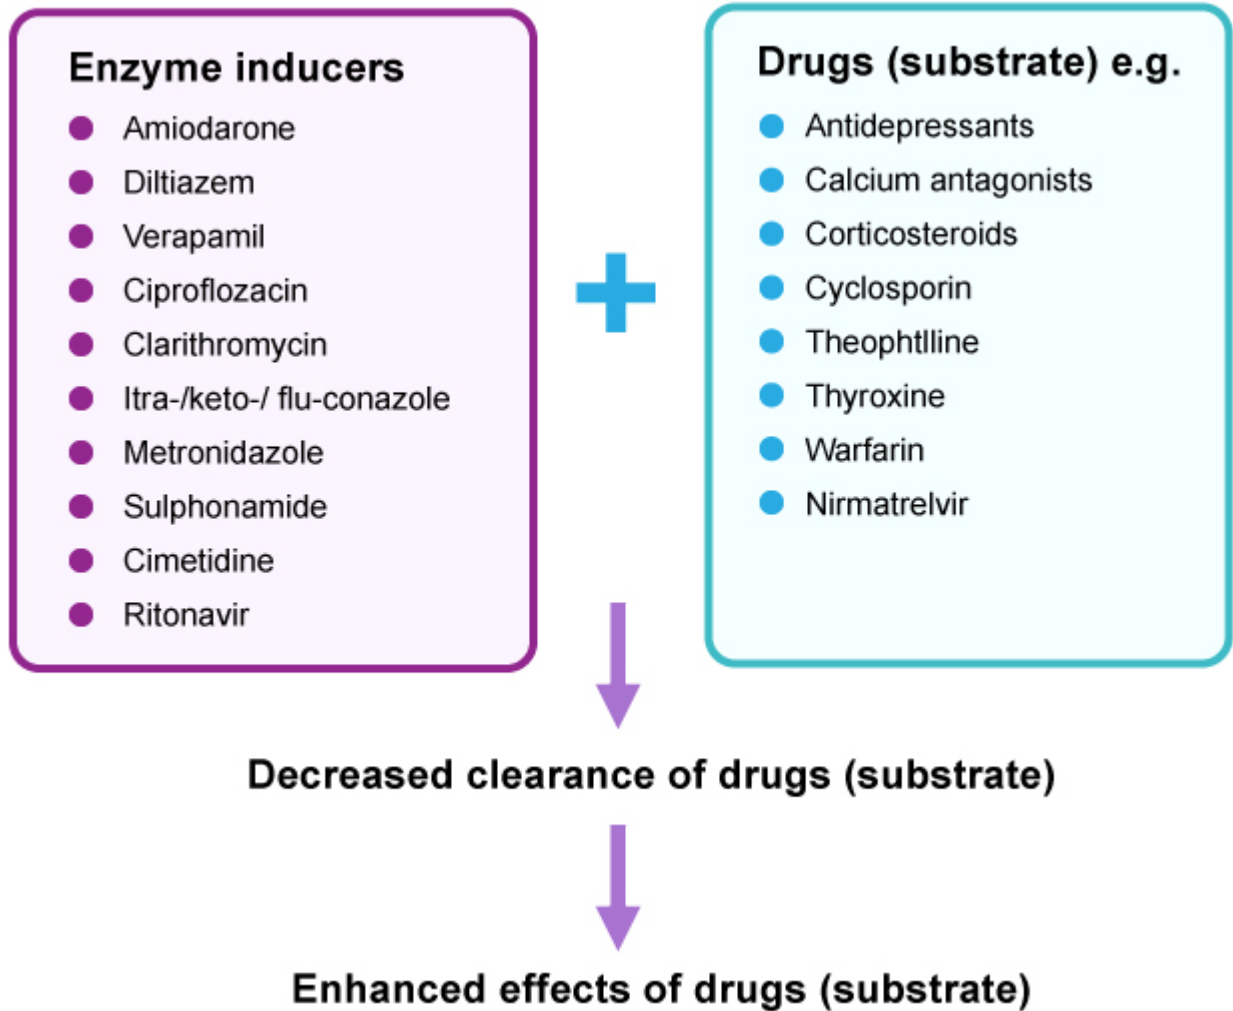 Enzyme inducers
Amiodarone
Diltiazem
Verapamil
Ciproflozacin
Clarithromycin
Itra-/keto-/ flu-conazole
Metronidazole
Sulphonamide
Cimetidine
Ritonavir
Drugs (substrate) e.g.
Antidepressants
Calcium antagonists
Corticosteroids
Cyclosporin
Theophtlline
Thyroxine
Warfarin
Nirmatrelvir
Decreased clearance of drugs (substrate)
Enhanced effects of drugs (substrate)